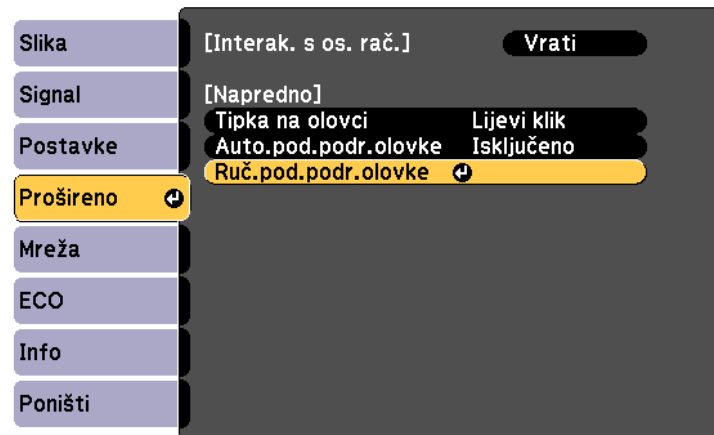 Slika
Signal
Postavke
Prošireno
Mreža
ECO
Info
Poništi
[Interak. s os. rač.] Vrati
[Napredno]
Tipka na olovci Lijevi klik
Auto.pod.podr.olovke Isključeno
Ruč.pod.podr.olovke